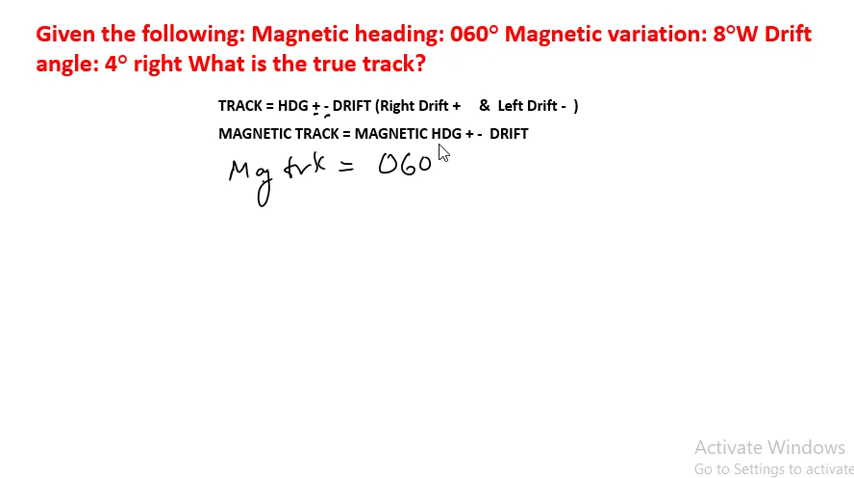 Given the following: Magnetic heading: 060° Magnetic variation: 8°W Drift
angle: 4° right What is the true track?
TRACK = HDG + - DRIFT (Right Drift + & Left Drift - )
MAGNETIC TRACK = MAGNETIC HDG + - DRIFT
Mg trk = 060
Activate Windows
Go to Settings to activate